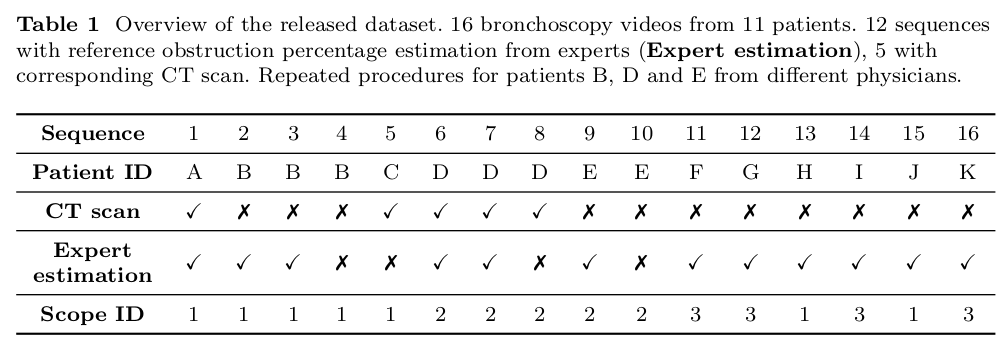 Table 1 Overview of the released dataset. 16 bronchoscopy videos from 11 patients. 12 sequences
with reference obstruction percentage estimation from experts (Expert estimation), 5 with
corresponding CT scan. Repeated procedures for patients B, D and E from different physicians.
Sequence 1 2 3 4 5 6 7 8 9 10 11 12 13 14 15 16
Patient ID A B B B C D D D E E F G H I J K
CT scan ✓ ✗ ✗ ✗ ✓ ✓ ✓ ✓ ✗ ✗ ✗ ✗ ✗ ✗ ✗ ✗
Expert
estimation ✓ ✓ ✓ ✗ ✗ ✓ ✓ ✗ ✓ ✗ ✓ ✓ ✓ ✓ ✓ ✓
Scope ID 1 1 1 1 1 2 2 2 2 2 3 3 1 3 1 3